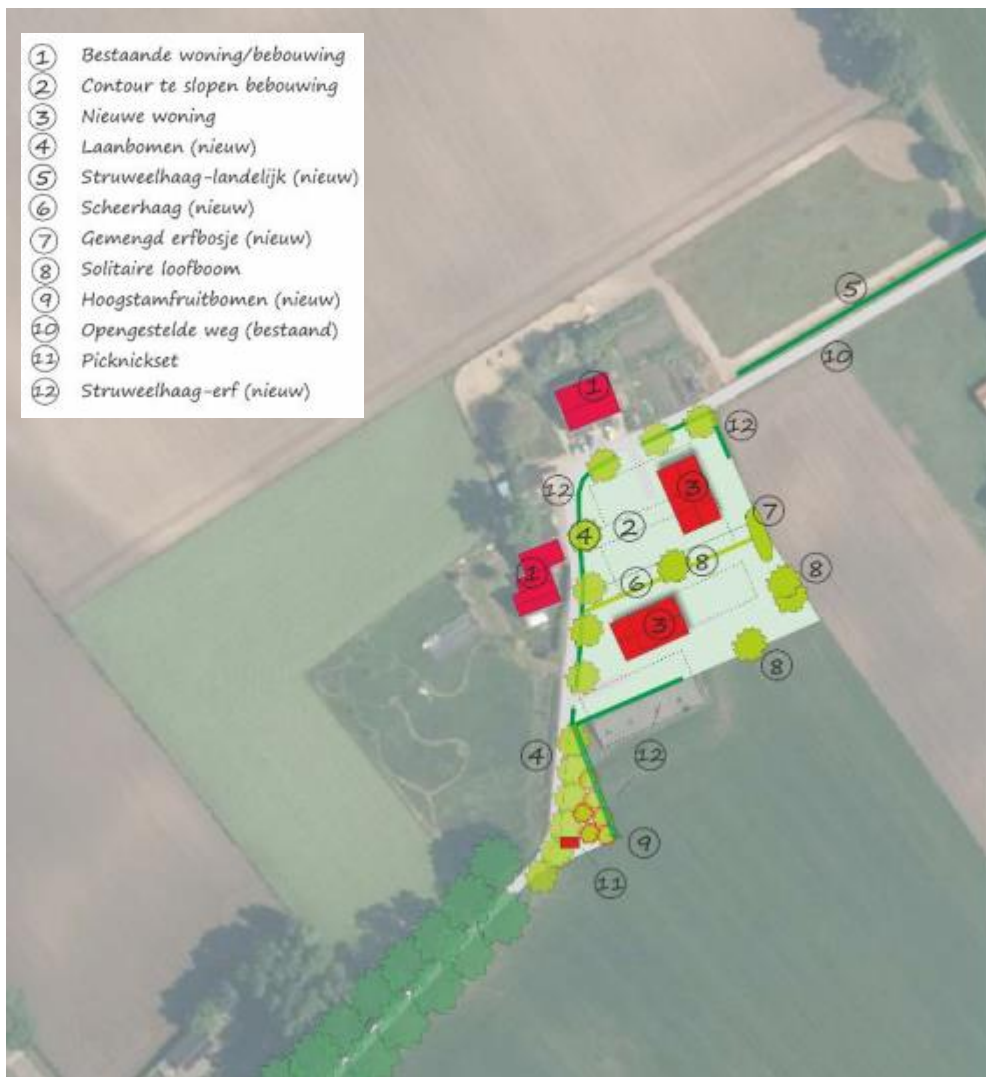 1 Bestaande woning/bebouwing
2 Contour te slopen bebouwing
3 Nieuwe woning
4 Laanbomen (nieuw)
5 Struweelhaag-landelijk (nieuw)
6 Scheerhaag (nieuw)
7 Gemengd erfbosje (nieuw)
8 Solitaire loofboom
9 Hoogstamfruitbomen (nieuw)
10 Opengestelde weg (bestaand)
11 Picknickset
12 Struweelhaag-erf (nieuw)
5
10
1
12
3
12
7
2
4
8
1
6
8
3
8
4
12
9
11